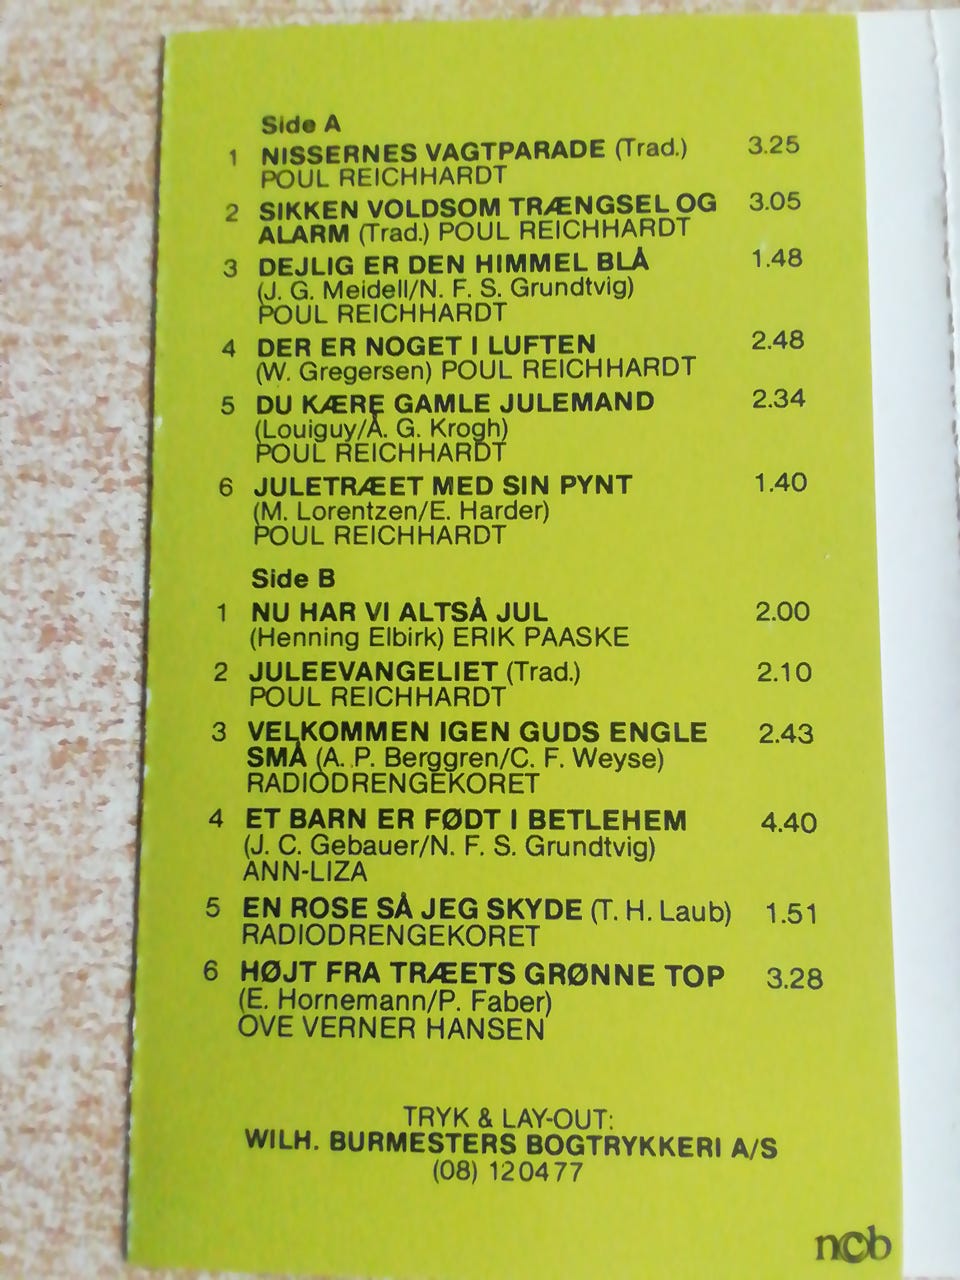 Side A
1 NISSERNES VAGTPARADE (Trad.) 3.25
POUL REICHHARDT
2 SIKKEN VOLDSOM TRÆNGSEL OG 3.05
ALARM (Trad.) POUL REICHHARDT
3 DEJLIG ER DEN HIMMEL BLÅ 1.48
(J. G. Meidell/N. F. S. Grundtvig)
POUL REICHHARDT
4 DER ER NOGET I LUFTEN 2.48
(W. Gregersen) POUL REICHHARDT
5 DU KÆRE GAMLE JULEMAND 2.34
(Louiguy/A. G. Krogh)
POUL REICHHARDT
6 JULETRÆET MED SIN PYNT 1.40
(M. Lorentzen/E. Harder)
POUL REICHHARDT
Side B
1 NU HAR VI ALTSÅ JUL 2.00
(Henning Elbirk) ERIK PAASKE
2 JULEEVANGELIET (Trad.) 2.10
POUL REICHHARDT
3 VELKOMMEN IGEN GUDS ENGLE 2.43
SMÅ (A. P. Berggren/C. F. Weyse)
RADIODRENGEKORET
4 ET BARN ER FØDT I BETLEHEM 4.40
(J. C. Gebauer/N. F. S. Grundtvig)
ANN-LIZA
5 EN ROSE SÅ JEG SKYDE (T. H. Laub) 1.51
RADIODRENGEKORET
6 HØJT FRA TRÆETS GRØNNE TOP 3.28
(E. Hornemann/P. Faber)
OVE VERNER HANSEN
TRYK & LAY-OUT:
WILH. BURMESTERS BOGTRYKKERI A/S
(08) 120477
ncb